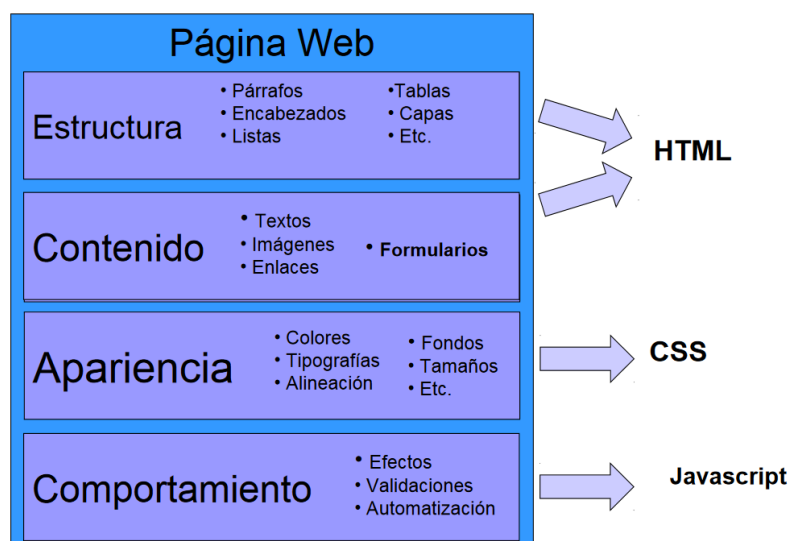 Página Web
Estructura
• Párrafos
• Encabezados
• Listas
•Tablas
• Capas
• Etc.
HTML
Contenido
• Textos
• Imágenes
• Enlaces
• Formularios
Apariencia
• Colores
• Tipografías
• Alineación
• Fondos
• Tamaños
• Etc.
CSS
Comportamiento
• Efectos
• Validaciones
• Automatización
Javascript